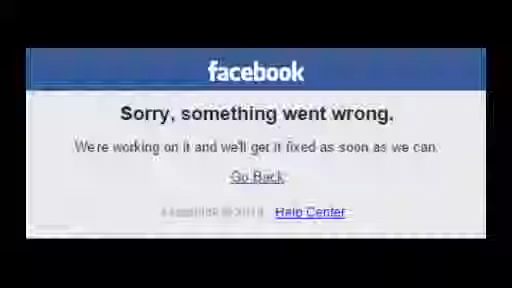 facebook
Sorry, something went wrong.
We're working on it and we'll get it fixed as soon as we can.
Go Back
Help Center